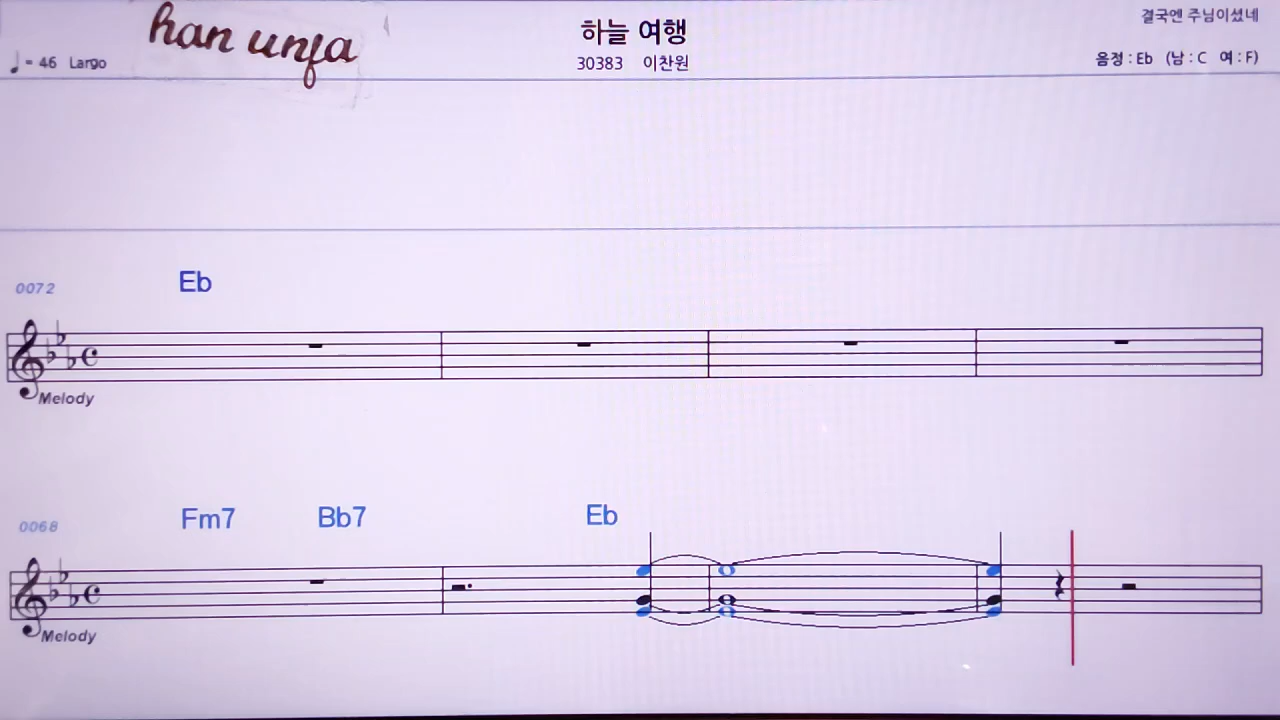 han unja
하늘 여행
결국엔 주님이셨네
♩= 46 Largo
30383 이찬원
음정 : Eb (남 : C 여 : F)
0072
Eb
Melody
0068
Fm7 Bb7 Eb
Melody